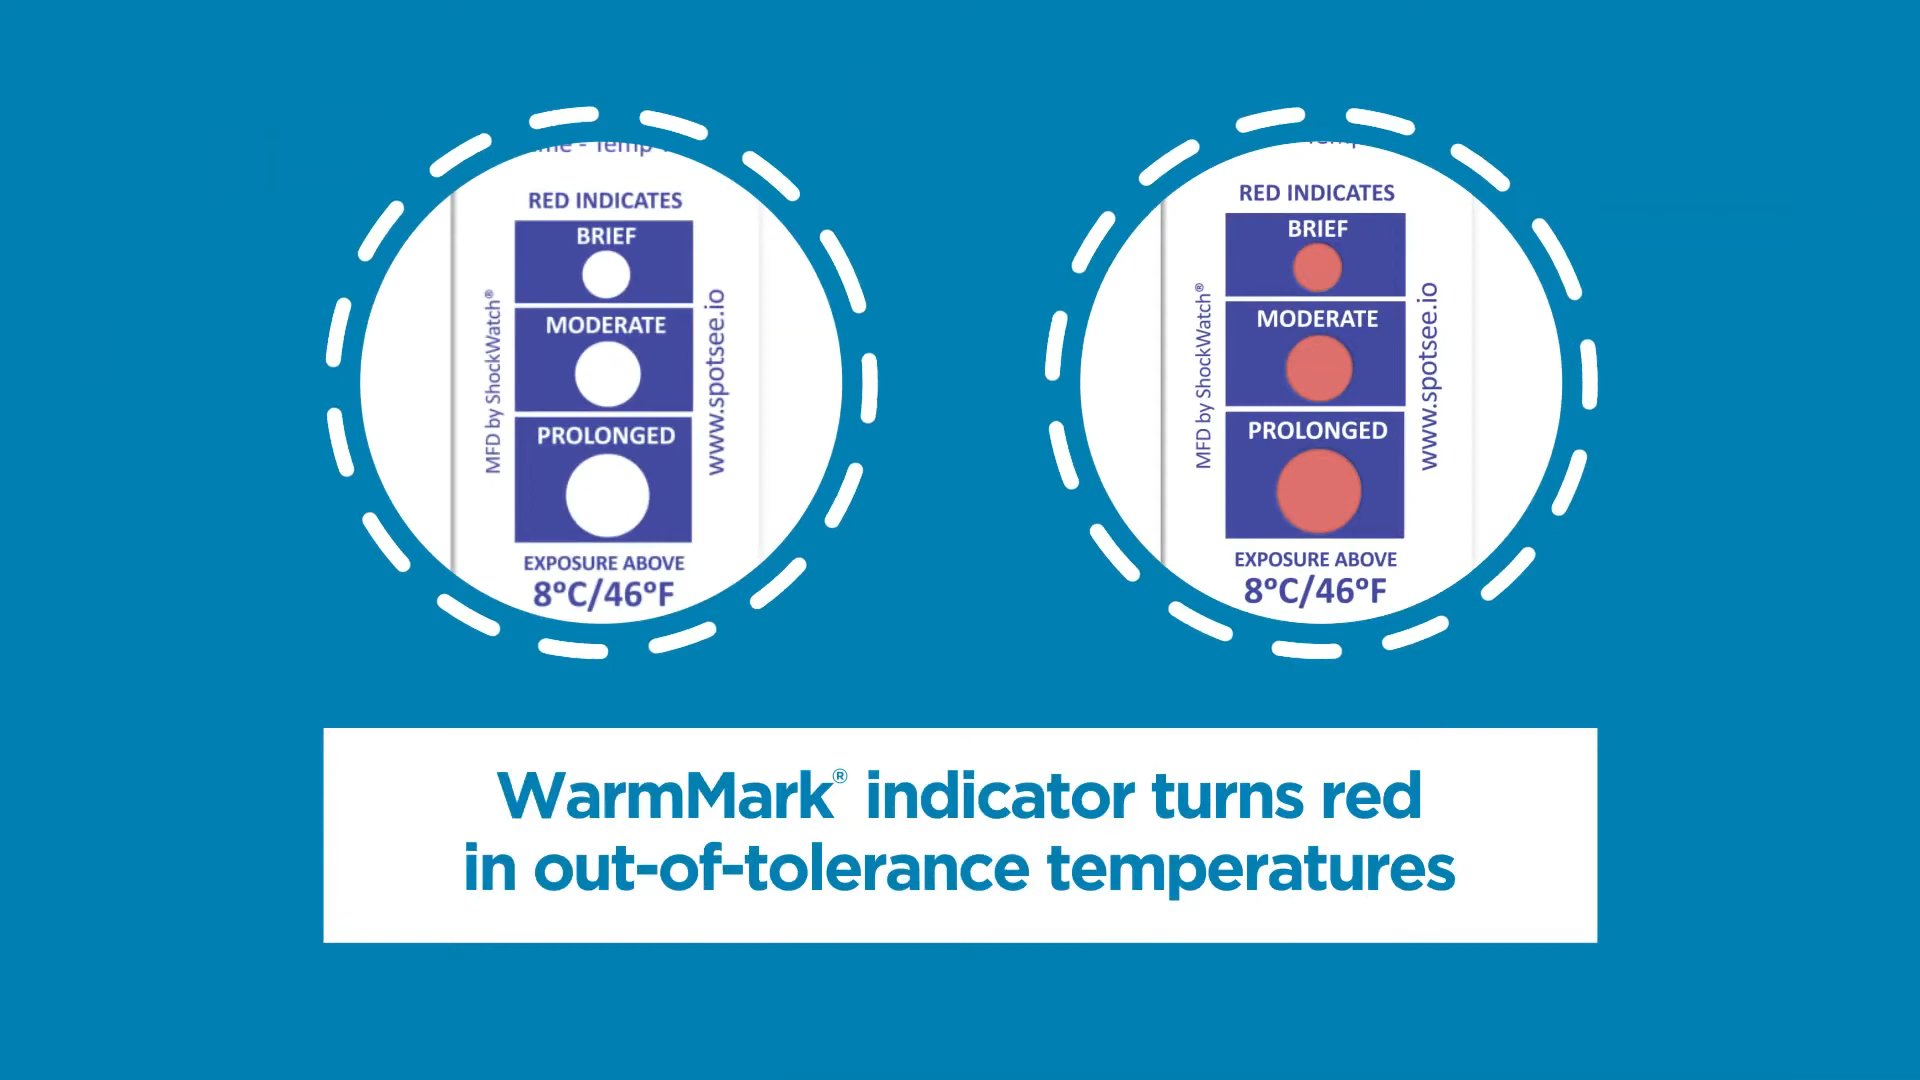 Temp
RED INDICATES
BRIEF
MODERATE
PROLONGED
EXPOSURE ABOVE
8°C/46°F
MFD by ShockWatch®
www.spotsee.io
RED INDICATES
BRIEF
MODERATE
PROLONGED
EXPOSURE ABOVE
8°C/46°F
MFD by ShockWatch®
www.spotsee.io
WarmMark® indicator turns red
in out-of-tolerance temperatures